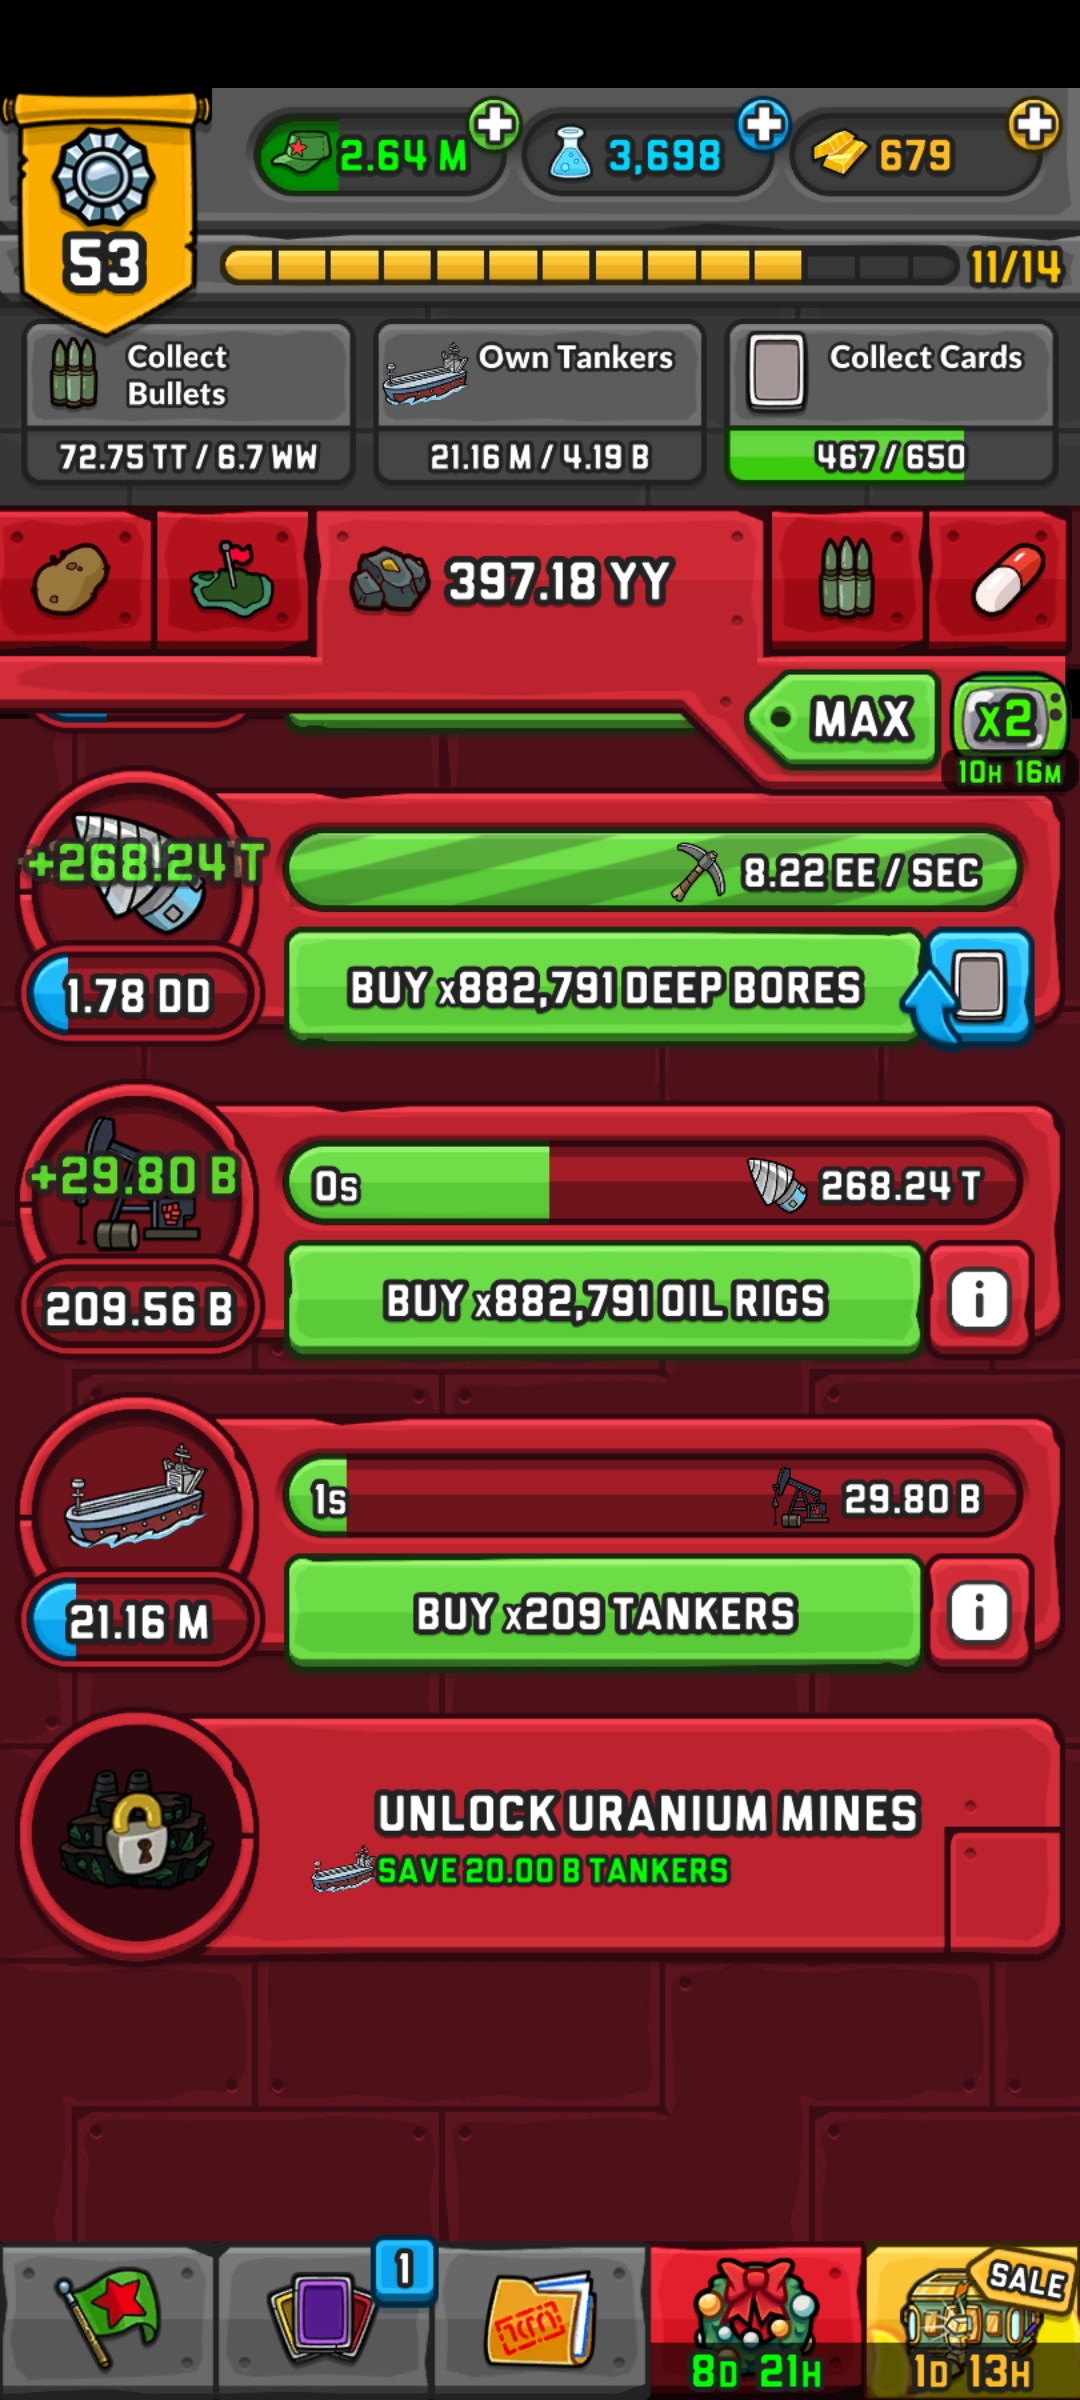 2.64 M
3,698
679
53
11/14
Collect
Bullets
Own Tankers
Collect Cards
72.75 TT / 6.7 WW
21.16 M / 4.19 B
467 / 650
397.18 YY
MAX
x2
10H 16M
+268.24 T
8.22 EE / SEC
1.78 DD
BUY x882,791 DEEP BORES
+29.80 B
0s
268.24 T
209.56 B
BUY x882,791 OIL RIGS
i
1s
29.80 B
21.16 M
BUY x209 TANKERS
i
UNLOCK URANIUM MINES
SAVE 20.00 B TANKERS
1
SALE
8D 21H
1D 13H